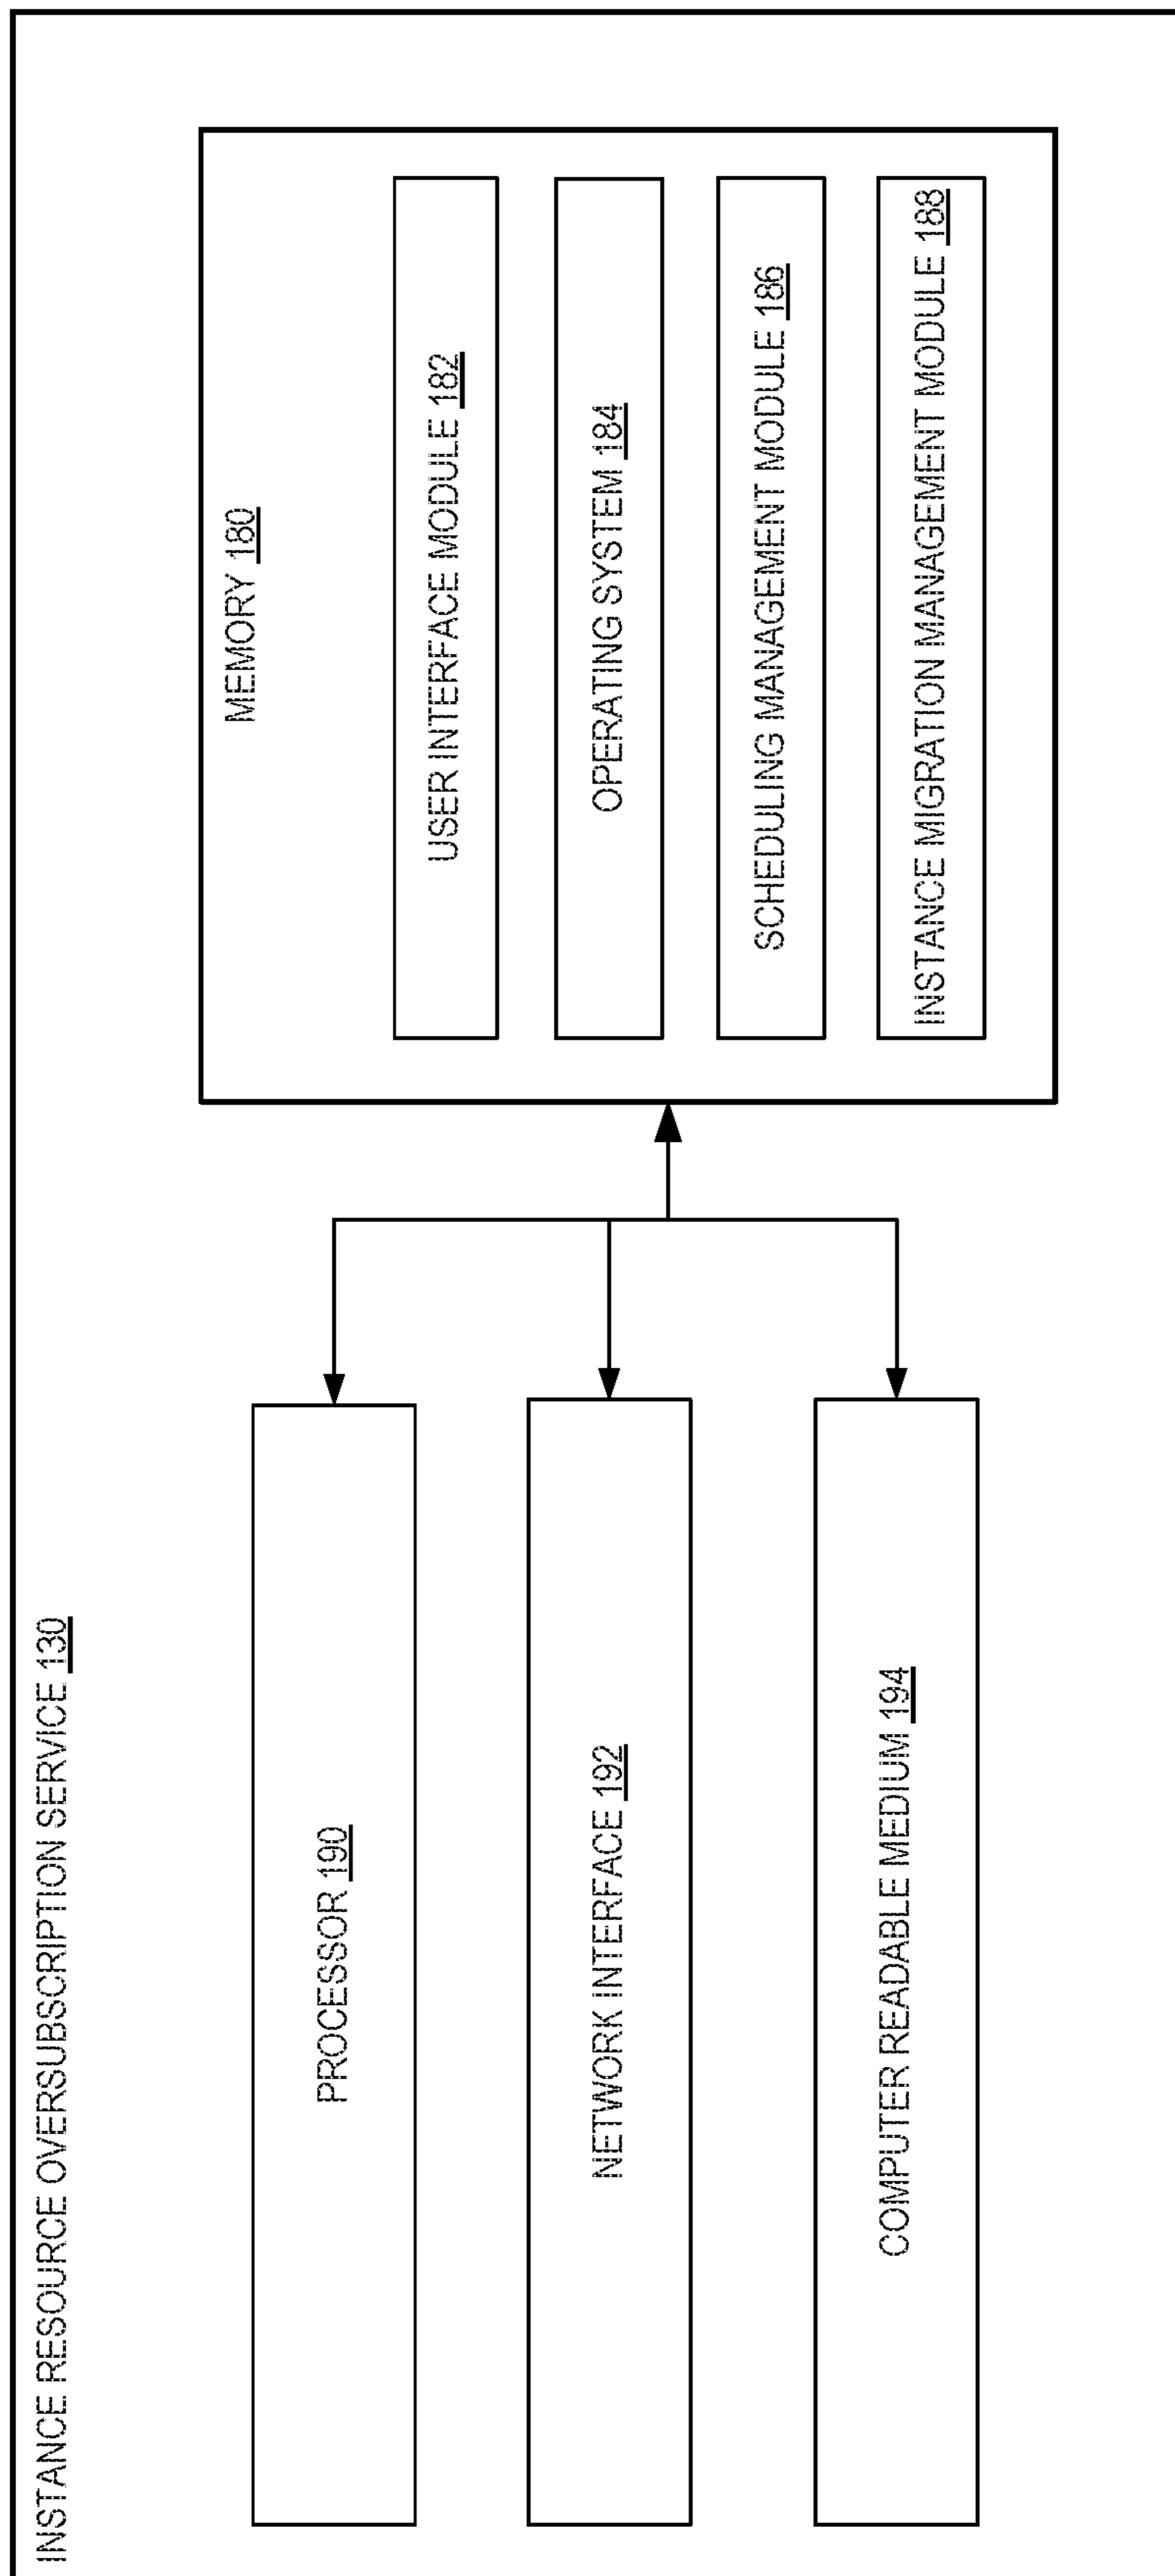 INSTANCE RESOURCE OVERSUBSCRIPTION SERVICE 130
PROCESSOR 190
NETWORK INTERFACE 192
COMPUTER READABLE MEDIUM 194
MEMORY 180
USER INTERFACE MODULE 182
OPERATING SYSTEM 184
SCHEDULING MANAGEMENT MODULE 186
INSTANCE MIGRATION MANAGEMENT MODULE 188